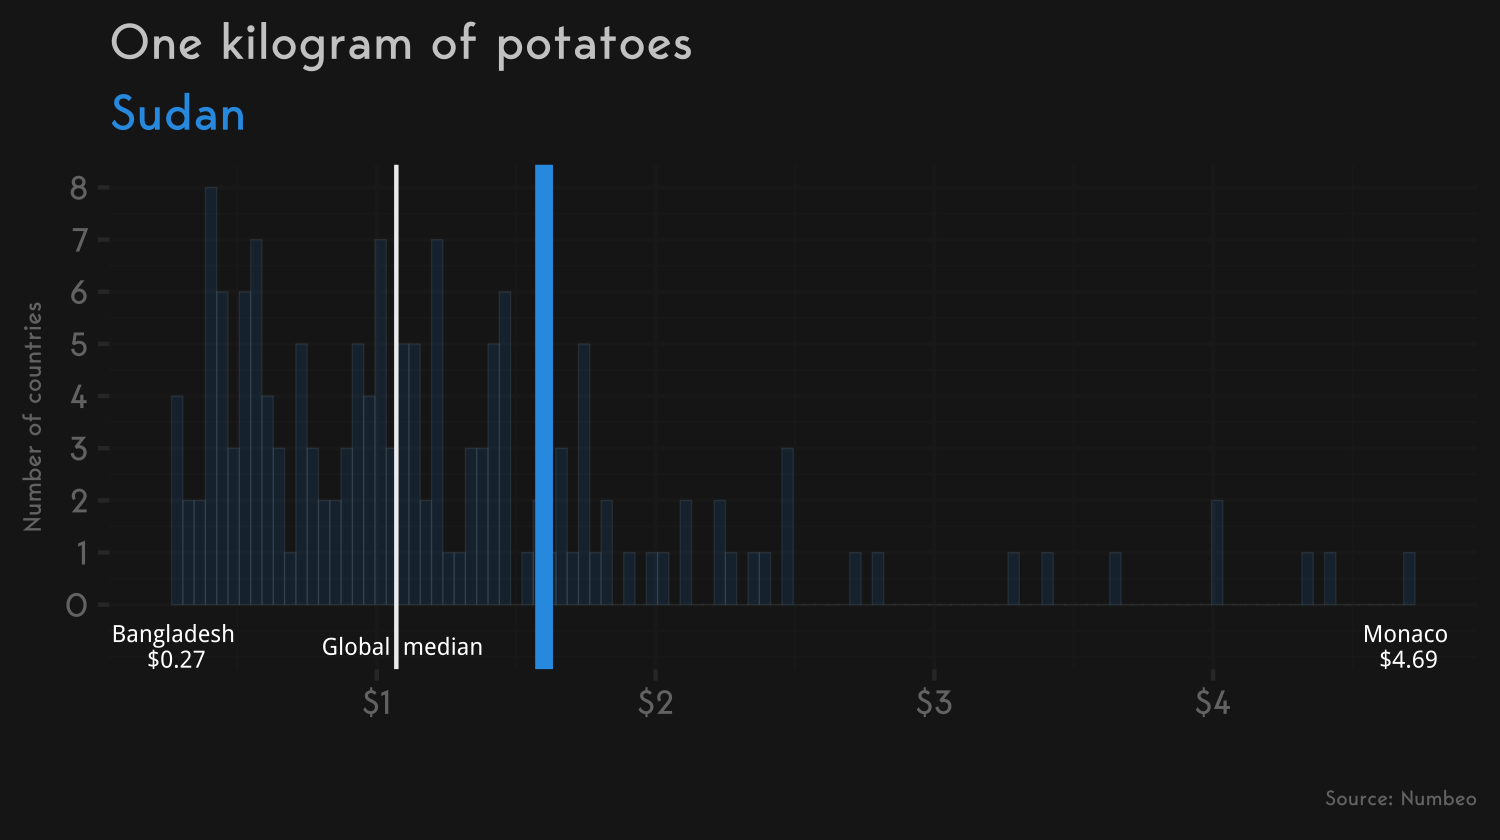 One kilogram of potatoes
Sudan
Number of countries
8
7
6
5
4
3
2
1
0
Bangladesh
$0.27
Global median
Monaco
$4.69
$1 $2 $3 $4
Source: Numbeo